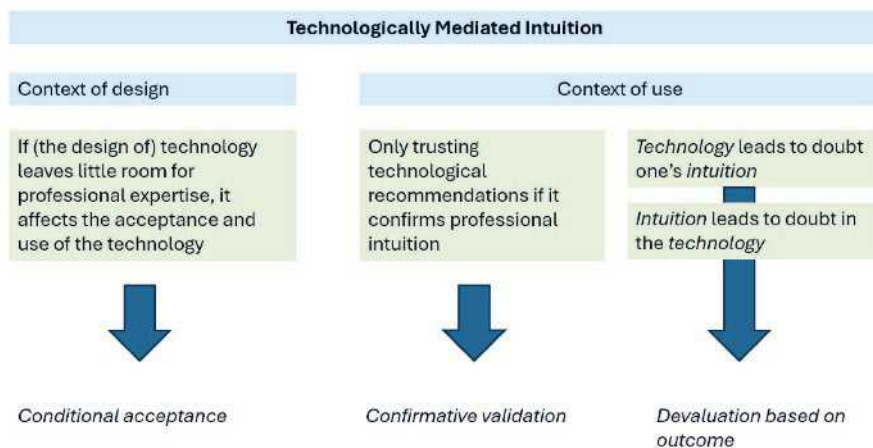 Technologically Mediated Intuition
Context of design
Context of use
If (the design of) technology
leaves little room for
professional expertise, it
affects the acceptance and
use of the technology
Only trusting
technological
recommendations if it
confirms professional
intuition
Technology leads to doubt
one's intuition
Intuition leads to doubt in
the technology
Conditional acceptance
Confirmative validation
Devaluation based on
outcome